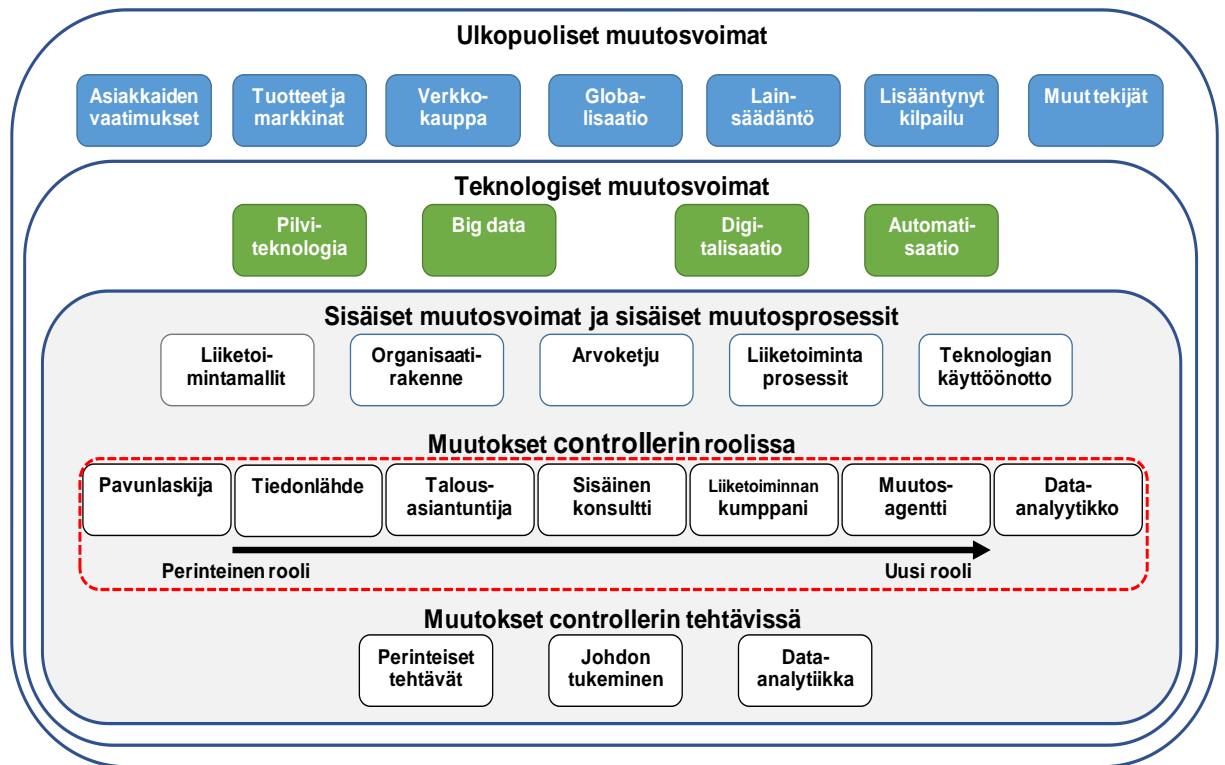 Ulkopuoliset muutosvoimat
Asiakkaiden
vaatimukset
Tuotteet ja
markkinat
Verkko-
kauppa
Globa-
lisaatio
Lain-
säädäntö
Lisääntynyt
kilpailu
Muut tekijät
Teknologiset muutosvoimat
Pilvi-
teknologia
Big data
Digi-
talisaatio
Automati-
saatio
Sisäiset muutosvoimat ja sisäiset muutosprosessit
Liiketoi-
mintamallit
Organisaati-
rakenne
Arvoketju
Liiketoiminta
prosessit
Teknologian
käyttöönotto
Muutokset controllerin roolissa
Pavunlaskija
Tiedonlähde
Talous-
asiantuntija
Sisäinen
konsultti
Liiketoiminnan
kumppani
Muutos-
agentti
Data-
analyytikko
Perinteinen rooli
Uusi rooli
Muutokset controllerin tehtävissä
Perinteiset
tehtävät
Johdon
tukeminen
Data-
analytiikka